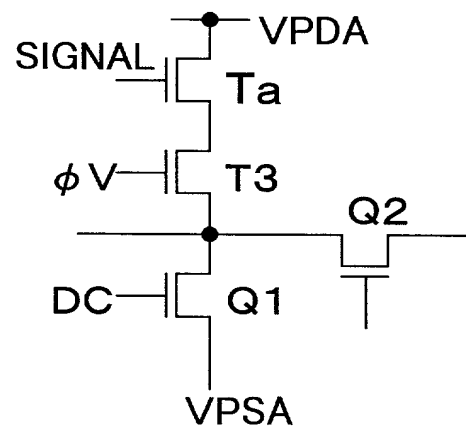 VPDA
SIGNAL
Ta
φV
T3
Q2
DC
Q1
VPSA